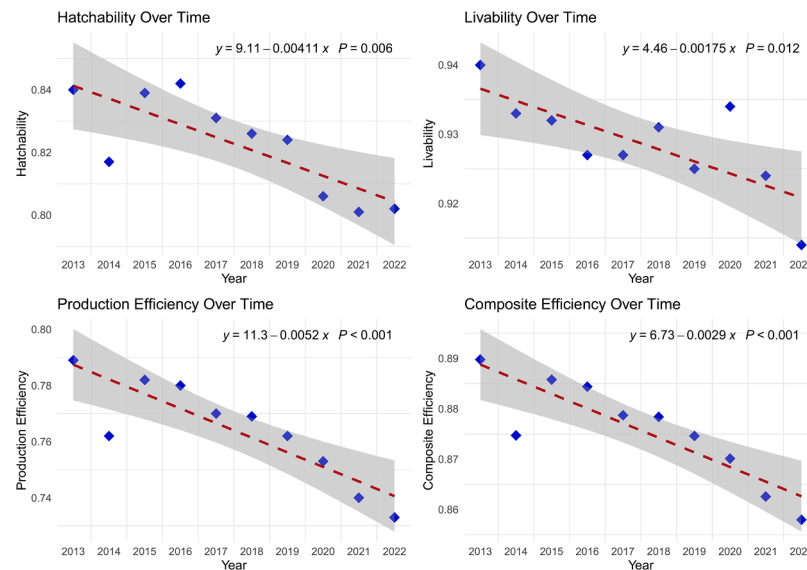 Hatchability Over Time
y = 9.11 – 0.00411 x P = 0.006
Hatchability
0.84
0.82
0.80
2013 2014 2015 2016 2017 2018 2019 2020 2021 2022
Year
Livability Over Time
y = 4.46 – 0.00175 x P = 0.012
Livability
0.94
0.93
0.92
2013 2014 2015 2016 2017 2018 2019 2020 2021 202
Year
Production Efficiency Over Time
y = 11.3 – 0.0052 x P < 0.001
Production Efficiency
0.80
0.78
0.76
0.74
2013 2014 2015 2016 2017 2018 2019 2020 2021 2022
Year
Composite Efficiency Over Time
y = 6.73 – 0.0029 x P < 0.001
Composite Efficiency
0.89
0.88
0.87
0.86
2013 2014 2015 2016 2017 2018 2019 2020 2021 202
Year